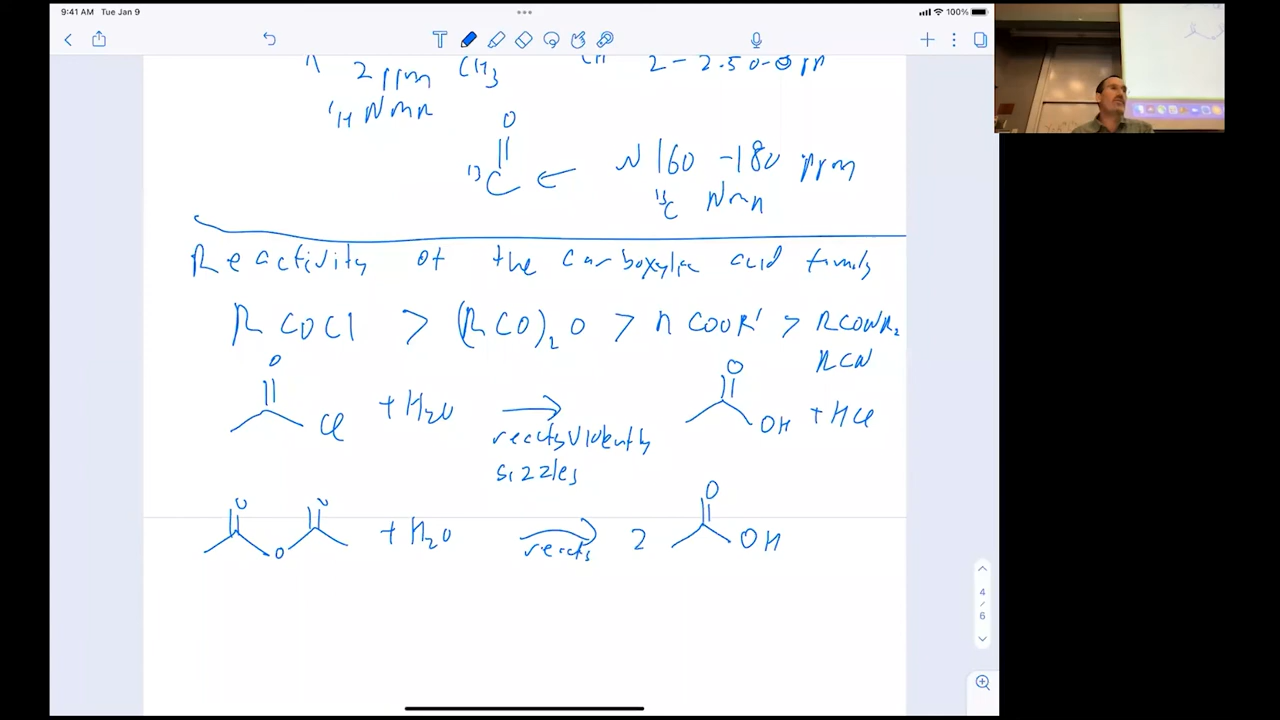 9:41 AM Tue Jan 9
100%
2 ppm CH3
1H NMR
2 - 2.5
O
13C ← ~ 160 - 180 ppm
13C NMR
Reactivity of the carboxylic acid family
RCOCl > (RCO)2O > RCOOR' > RCONR2
RCN
O
Cl + H2O → O
OH + HCl
reacts violently
sizzles
O O
O + H2O → 2 O
OH
reacts
4
/
6